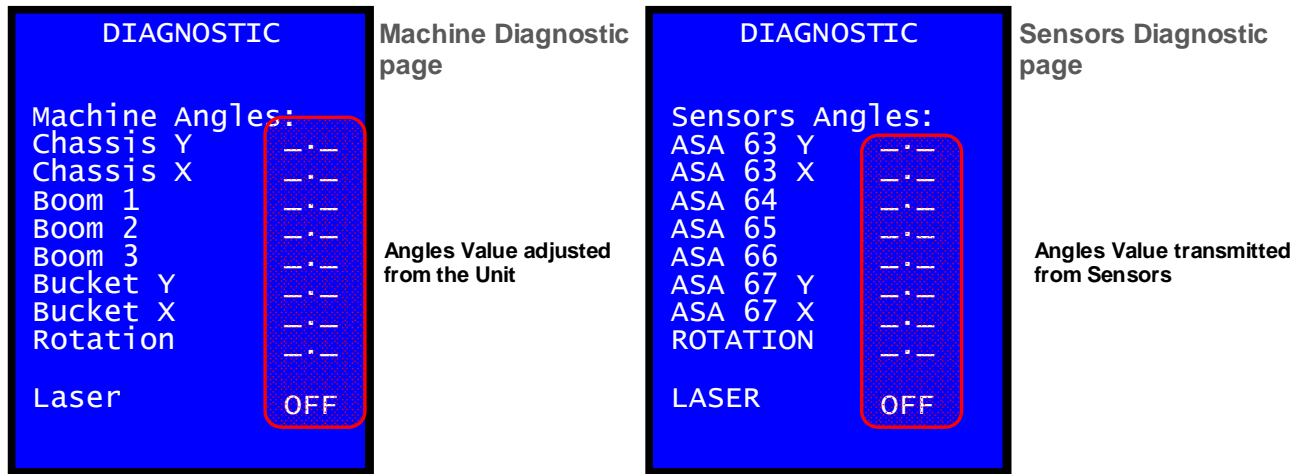 DIAGNOSTIC
Machine Angles:
Chassis Y _._
Chassis X _._
Boom 1 _._
Boom 2 _._
Boom 3 _._
Bucket Y _._
Bucket X _._
Rotation _._
Laser OFF
Machine Diagnostic
page
Angles Value adjusted
from the Unit
DIAGNOSTIC
Sensors Angles:
ASA 63 Y _._
ASA 63 X _._
ASA 64 _._
ASA 65 _._
ASA 66 _._
ASA 67 Y _._
ASA 67 X _._
ROTATION _._
LASER OFF
Sensors Diagnostic
page
Angles Value transmitted
from Sensors